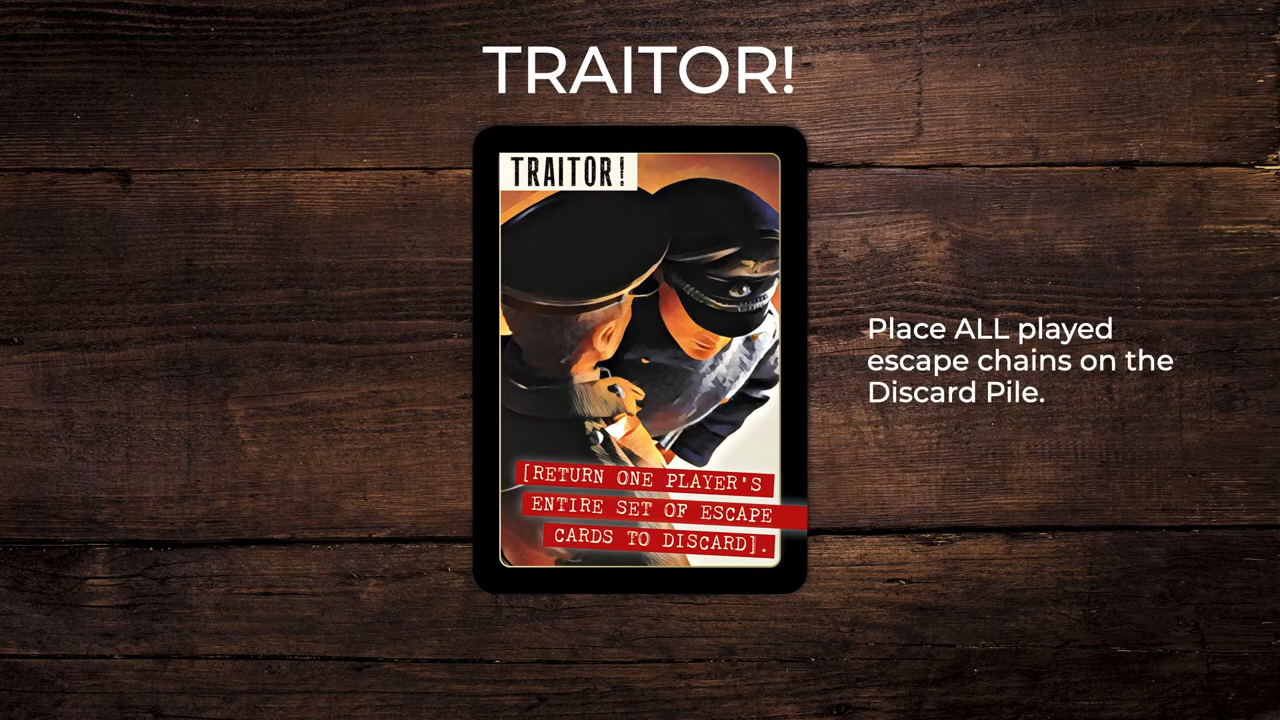 TRAITOR!
TRAITOR!
[RETURN ONE PLAYER'S
ENTIRE SET OF ESCAPE
CARDS TO DISCARD].
Place ALL played
escape chains on the
Discard Pile.